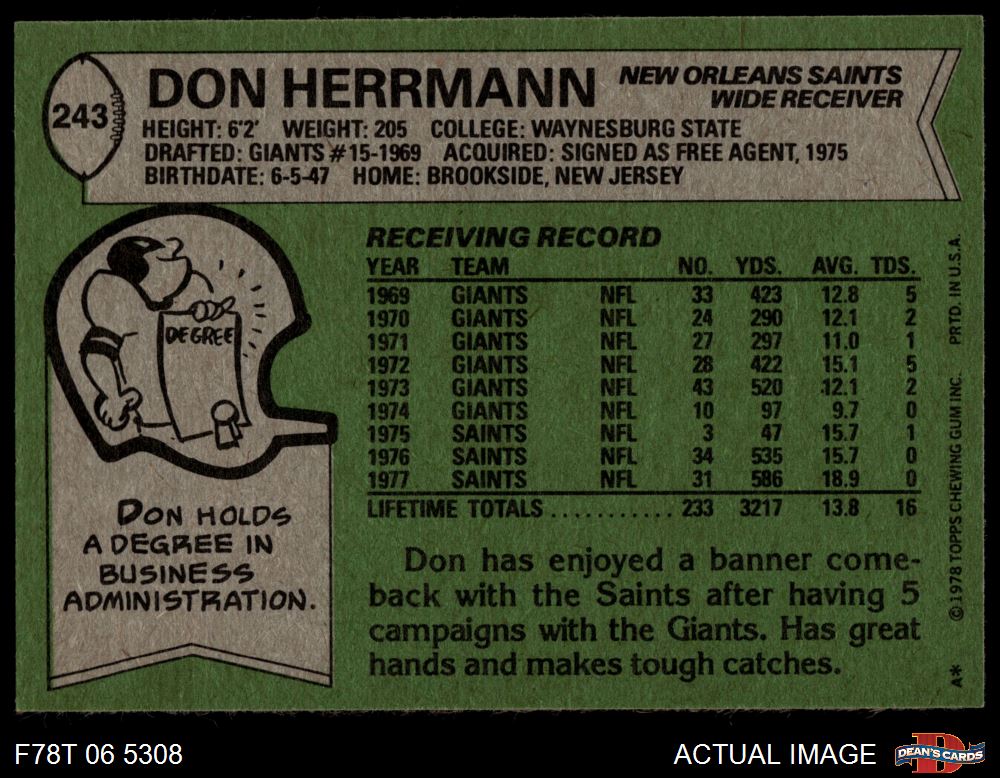 243
DON HERRMANN
NEW ORLEANS SAINTS
WIDE RECEIVER
HEIGHT: 6'2' WEIGHT: 205 COLLEGE: WAYNESBURG STATE
DRAFTED: GIANTS #15-1969 ACQUIRED: SIGNED AS FREE AGENT, 1975
BIRTHDATE: 6-5-47 HOME: BROOKSIDE, NEW JERSEY
DEGREE
DON HOLDS
A DEGREE IN
BUSINESS
ADMINISTRATION.
RECEIVING RECORD
YEAR TEAM NO. YDS. AVG. TDS.
1969 GIANTS NFL 33 423 12.8 5
1970 GIANTS NFL 24 290 12.1 2
1971 GIANTS NFL 27 297 11.0 1
1972 GIANTS NFL 28 422 15.1 5
1973 GIANTS NFL 43 520 12.1 2
1974 GIANTS NFL 10 97 9.7 0
1975 SAINTS NFL 3 47 15.7 1
1976 SAINTS NFL 34 535 15.7 0
1977 SAINTS NFL 31 586 18.9 0
LIFETIME TOTALS ........... 233 3217 13.8 16
Don has enjoyed a banner come-
back with the Saints after having 5
campaigns with the Giants. Has great
hands and makes tough catches.
A* ©1978 TOPPS CHEWING GUM INC. PRTD. IN U.S.A.
F78T 06 5308
ACTUAL IMAGE
D
DEAN'S CARDS